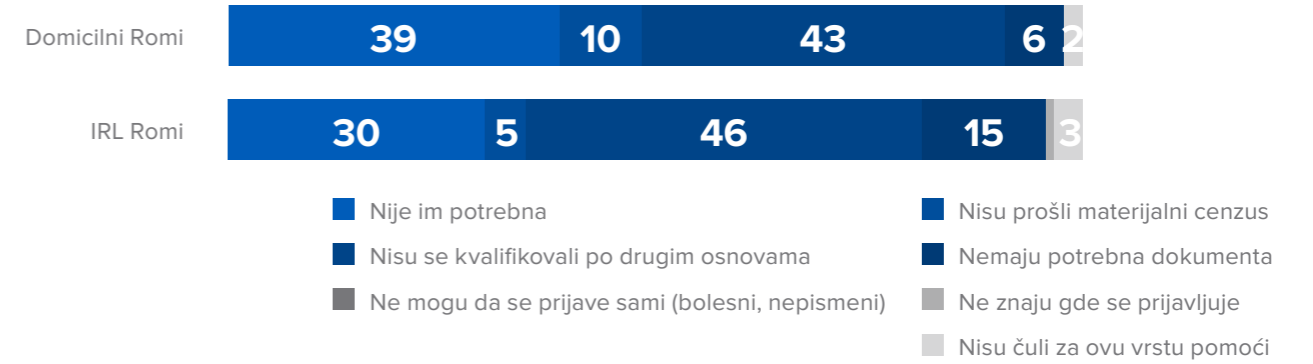 Domicilni Romi 39 10 43 6 2
IRL Romi 30 5 46 15 3
Nije im potrebna Nisu prošli materijalni cenzus
Nisu se kvalifikovali po drugim osnovama Nemaju potrebna dokumenta
Ne mogu da se prijave sami (bolesni, nepismeni) Ne znaju gde se prijavljuje
Nisu čuli za ovu vrstu pomoći